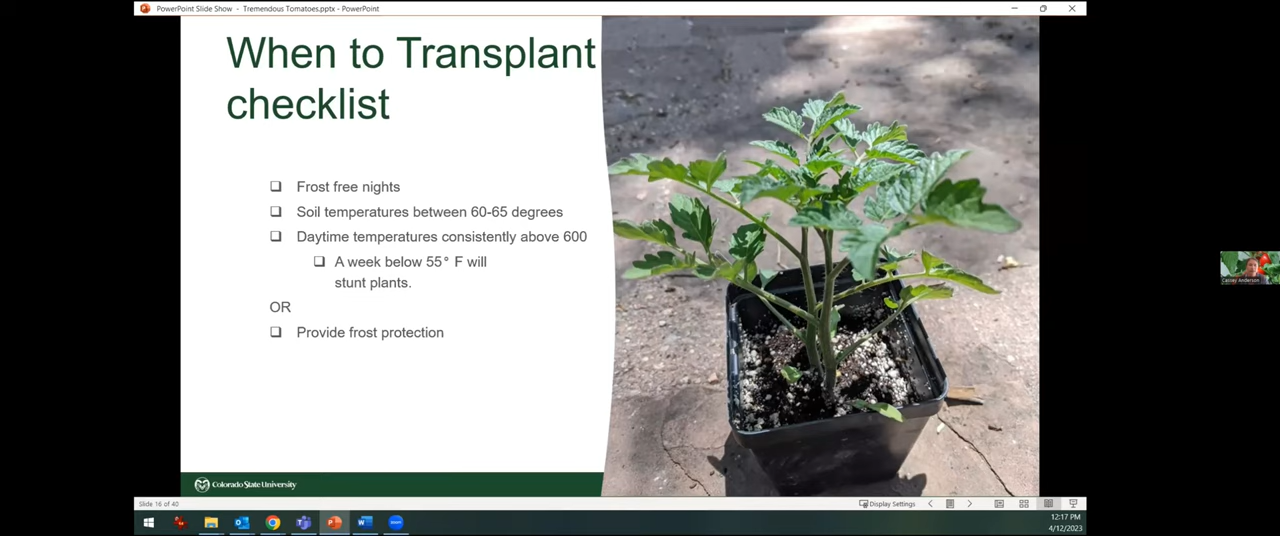 PowerPoint Slide Show - Tremendous Tomatoes.pptx - PowerPoint
When to Transplant
checklist
Frost free nights
Soil temperatures between 60-65 degrees
Daytime temperatures consistently above 600
A week below 55° F will
stunt plants.
OR
Provide frost protection
Colorado State University
Cassey Anderson
Slide 16 of 40
Display Settings
12:17 PM
4/12/2023